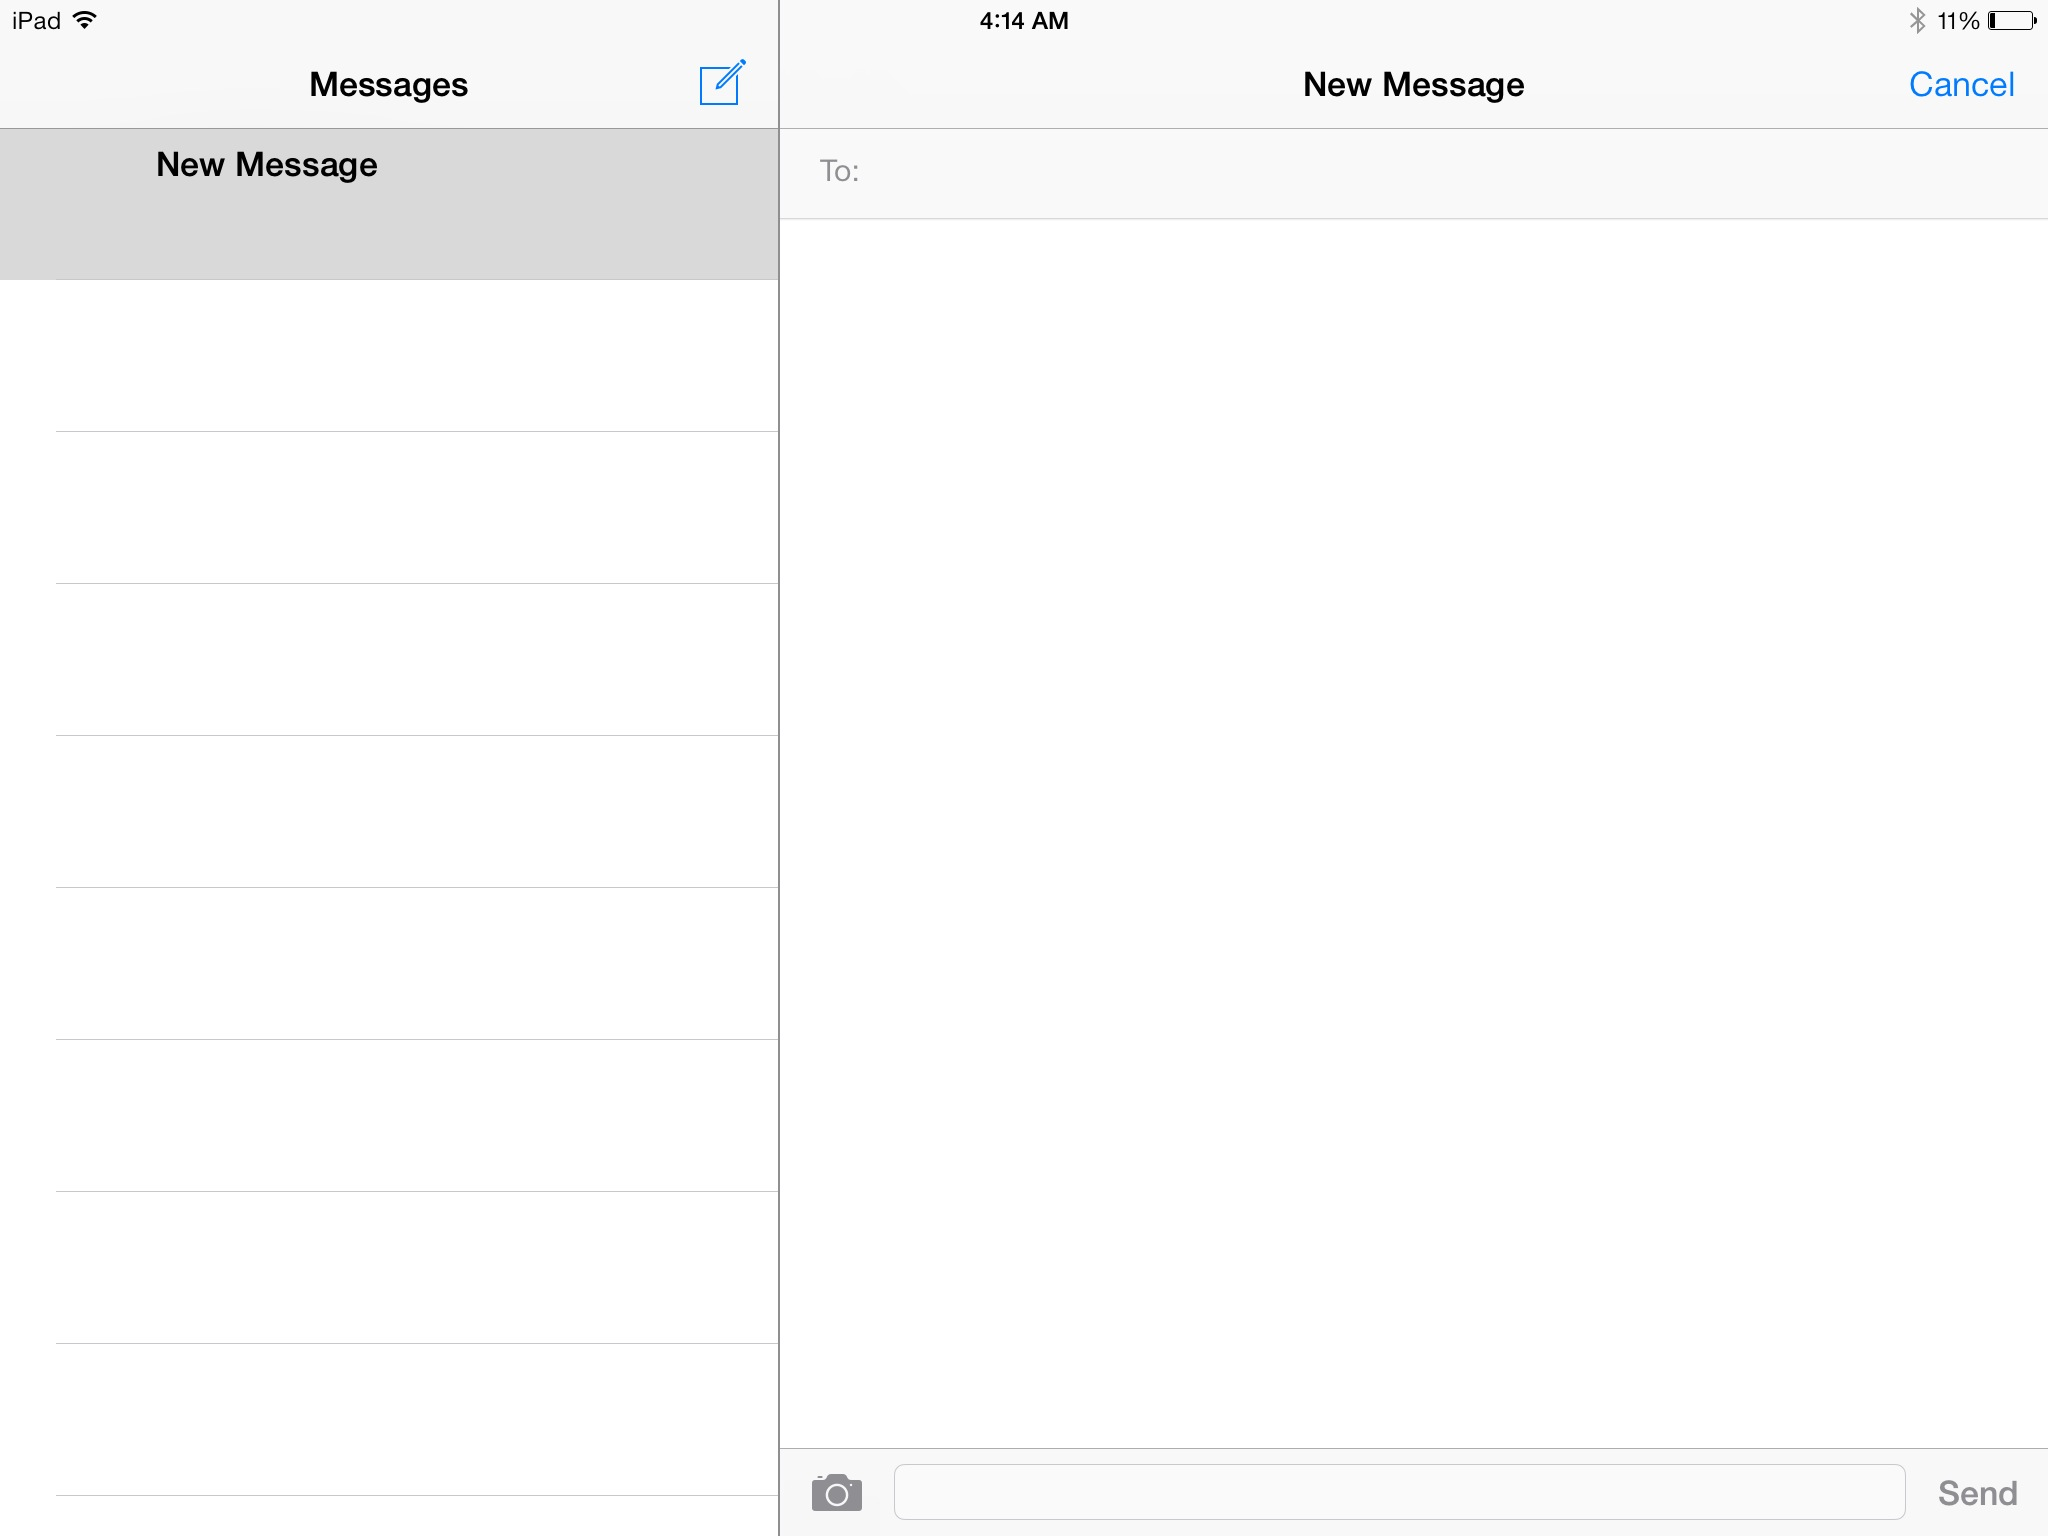 iPad 4:14 AM 11%
Messages
New Message Cancel
New Message
To:
Send